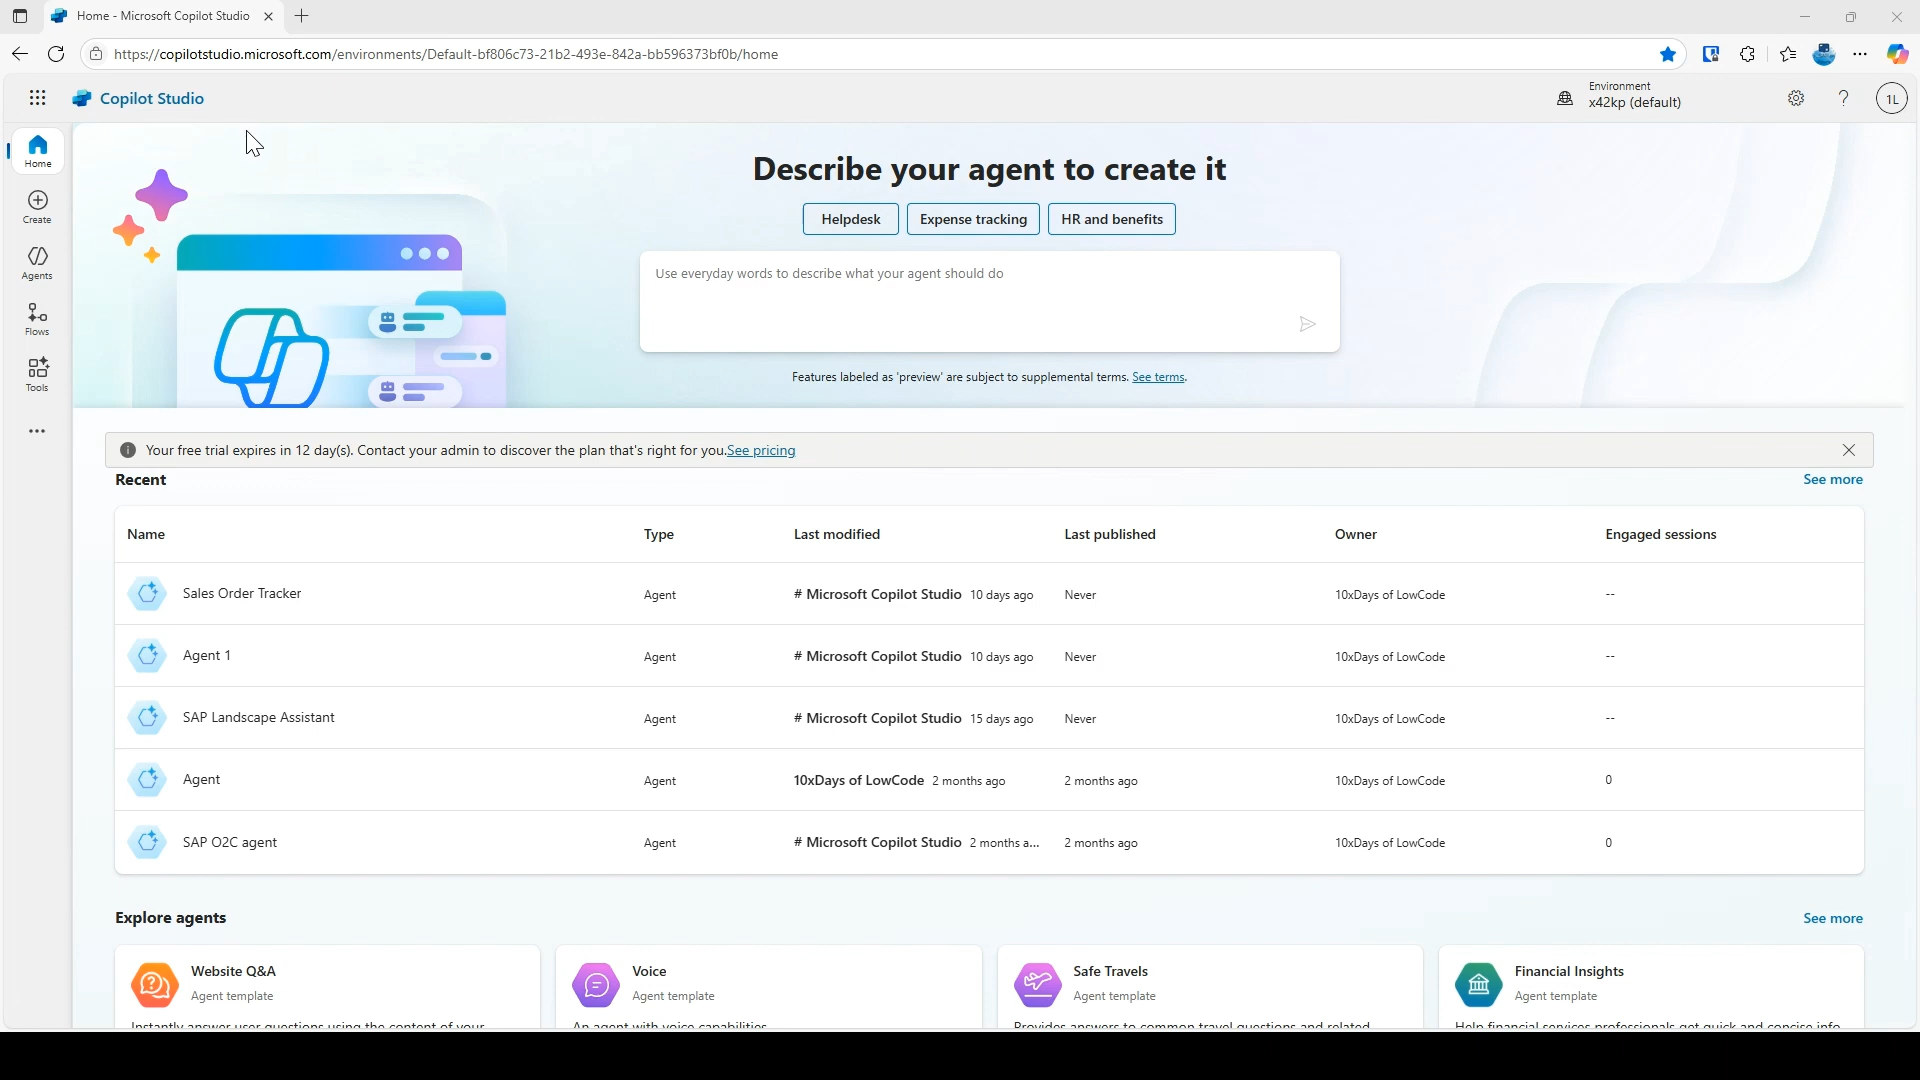 Home - Microsoft Copilot Studio
https://copilotstudio.microsoft.com/environments/Default-bf806c73-21b2-493e-842a-bb596373bf0b/home
Copilot Studio
Environment
x42kp (default)
?
1L
Home
Create
Agents
Flows
Tools
Describe your agent to create it
Helpdesk
Expense tracking
HR and benefits
Use everyday words to describe what your agent should do
Features labeled as 'preview' are subject to supplemental terms. See terms.
Your free trial expires in 12 day(s). Contact your admin to discover the plan that's right for you.See pricing
Recent
See more
Name Type Last modified Last published Owner Engaged sessions
Sales Order Tracker Agent # Microsoft Copilot Studio 10 days ago Never 10xDays of LowCode --
Agent 1 Agent # Microsoft Copilot Studio 10 days ago Never 10xDays of LowCode --
SAP Landscape Assistant Agent # Microsoft Copilot Studio 15 days ago Never 10xDays of LowCode --
Agent Agent 10xDays of LowCode 2 months ago 2 months ago 10xDays of LowCode 0
SAP O2C agent Agent # Microsoft Copilot Studio 2 months a... 2 months ago 10xDays of LowCode 0
Explore agents
See more
Website Q&A
Agent template
Instantly answer user questions using the content of your
Voice
Agent template
An agent with voice capabilities
Safe Travels
Agent template
Provides answers to common travel questions and related
Financial Insights
Agent template
Help financial services professionals get quick and concise info